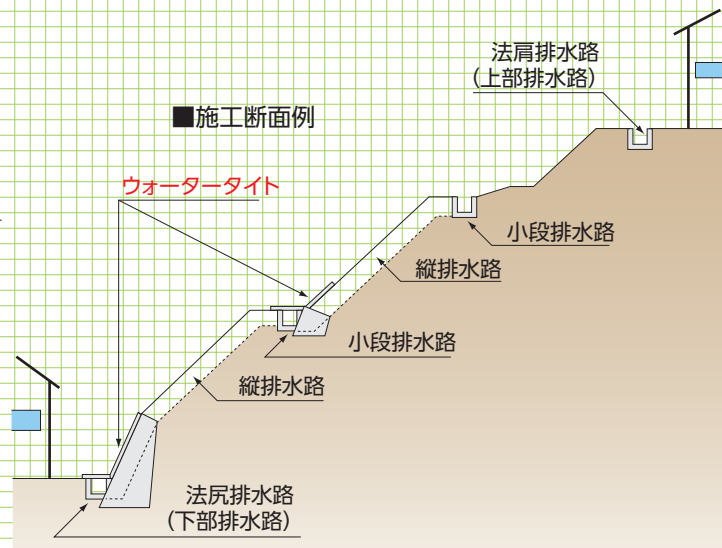 法肩排水路
(上部排水路)
■施工断面例
ウォータータイト
小段排水路
縦排水路
小段排水路
縦排水路
法尻排水路
(下部排水路)